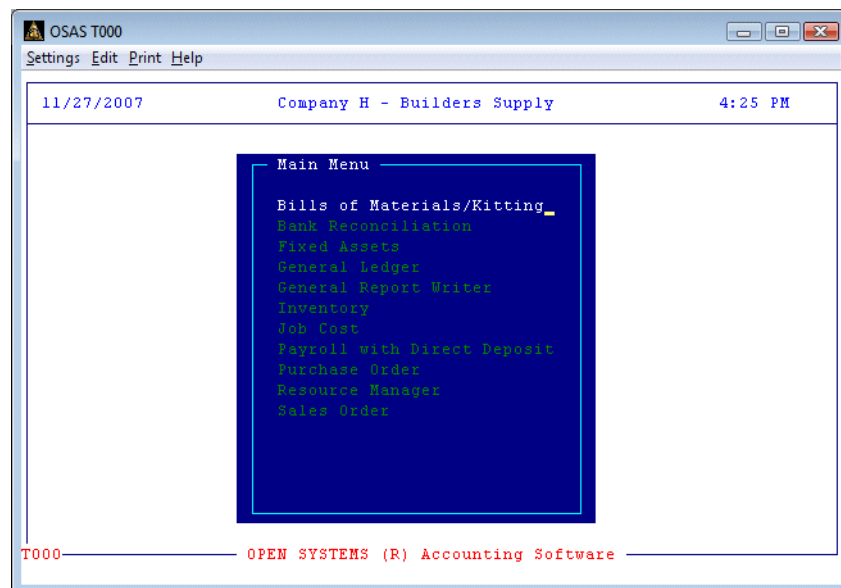 OSAS T000
Settings Edit Print Help
11/27/2007 Company H - Builders Supply 4:25 PM
Main Menu
Bills of Materials/Kitting_
Bank Reconciliation
Fixed Assets
General Ledger
General Report Writer
Inventory
Job Cost
Payroll with Direct Deposit
Purchase Order
Resource Manager
Sales Order
T000 OPEN SYSTEMS (R) Accounting Software